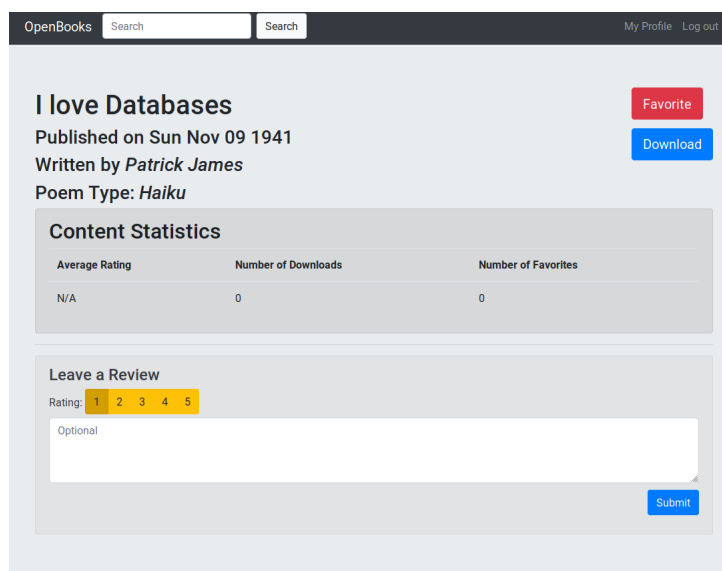 OpenBooks Search Search My Profile Log out
I love Databases
Favorite
Published on Sun Nov 09 1941
Download
Written by Patrick James
Poem Type: Haiku
Content Statistics
Average Rating Number of Downloads Number of Favorites
N/A 0 0
Leave a Review
Rating: 1 2 3 4 5
Optional
Submit